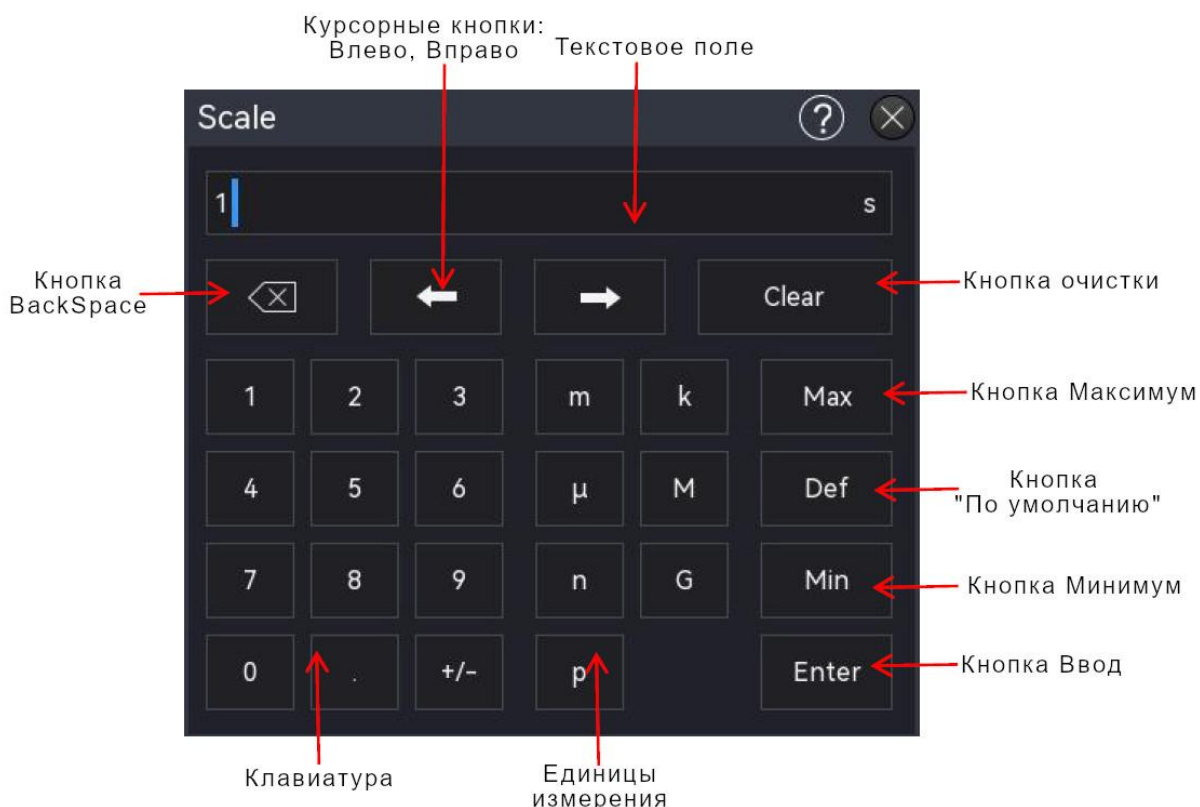 Курсорные кнопки:
Влево, Вправо
Текстовое поле
Scale
?
1
s
Кнопка
BackSpace
Clear
Кнопка очистки
1 2 3 m k Max
Кнопка Максимум
4 5 6 μ M Def
Кнопка
"По умолчанию"
7 8 9 n G Min
Кнопка Минимум
0 . +/- p Enter
Кнопка Ввод
Клавиатура
Единицы
измерения